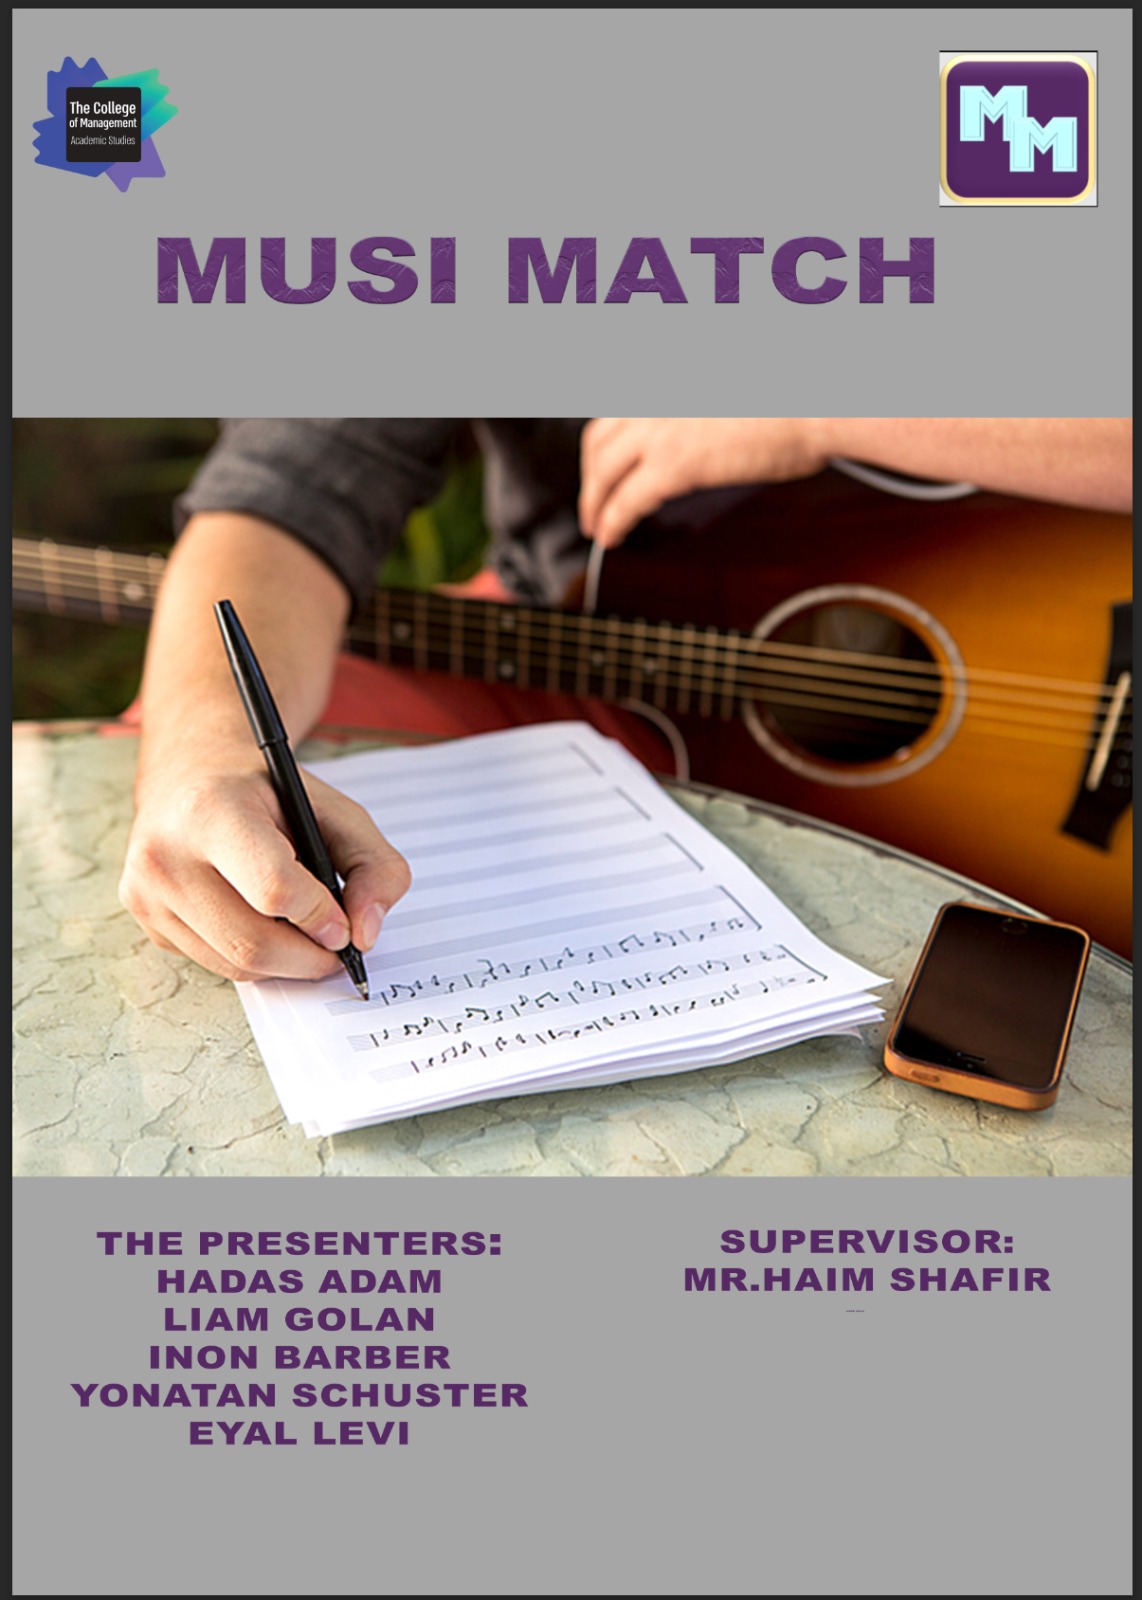 The College
of Management
Academic Studies
MM
MUSI MATCH
THE PRESENTERS:
HADAS ADAM
LIAM GOLAN
INON BARBER
YONATAN SCHUSTER
EYAL LEVI
SUPERVISOR:
MR.HAIM SHAFIR